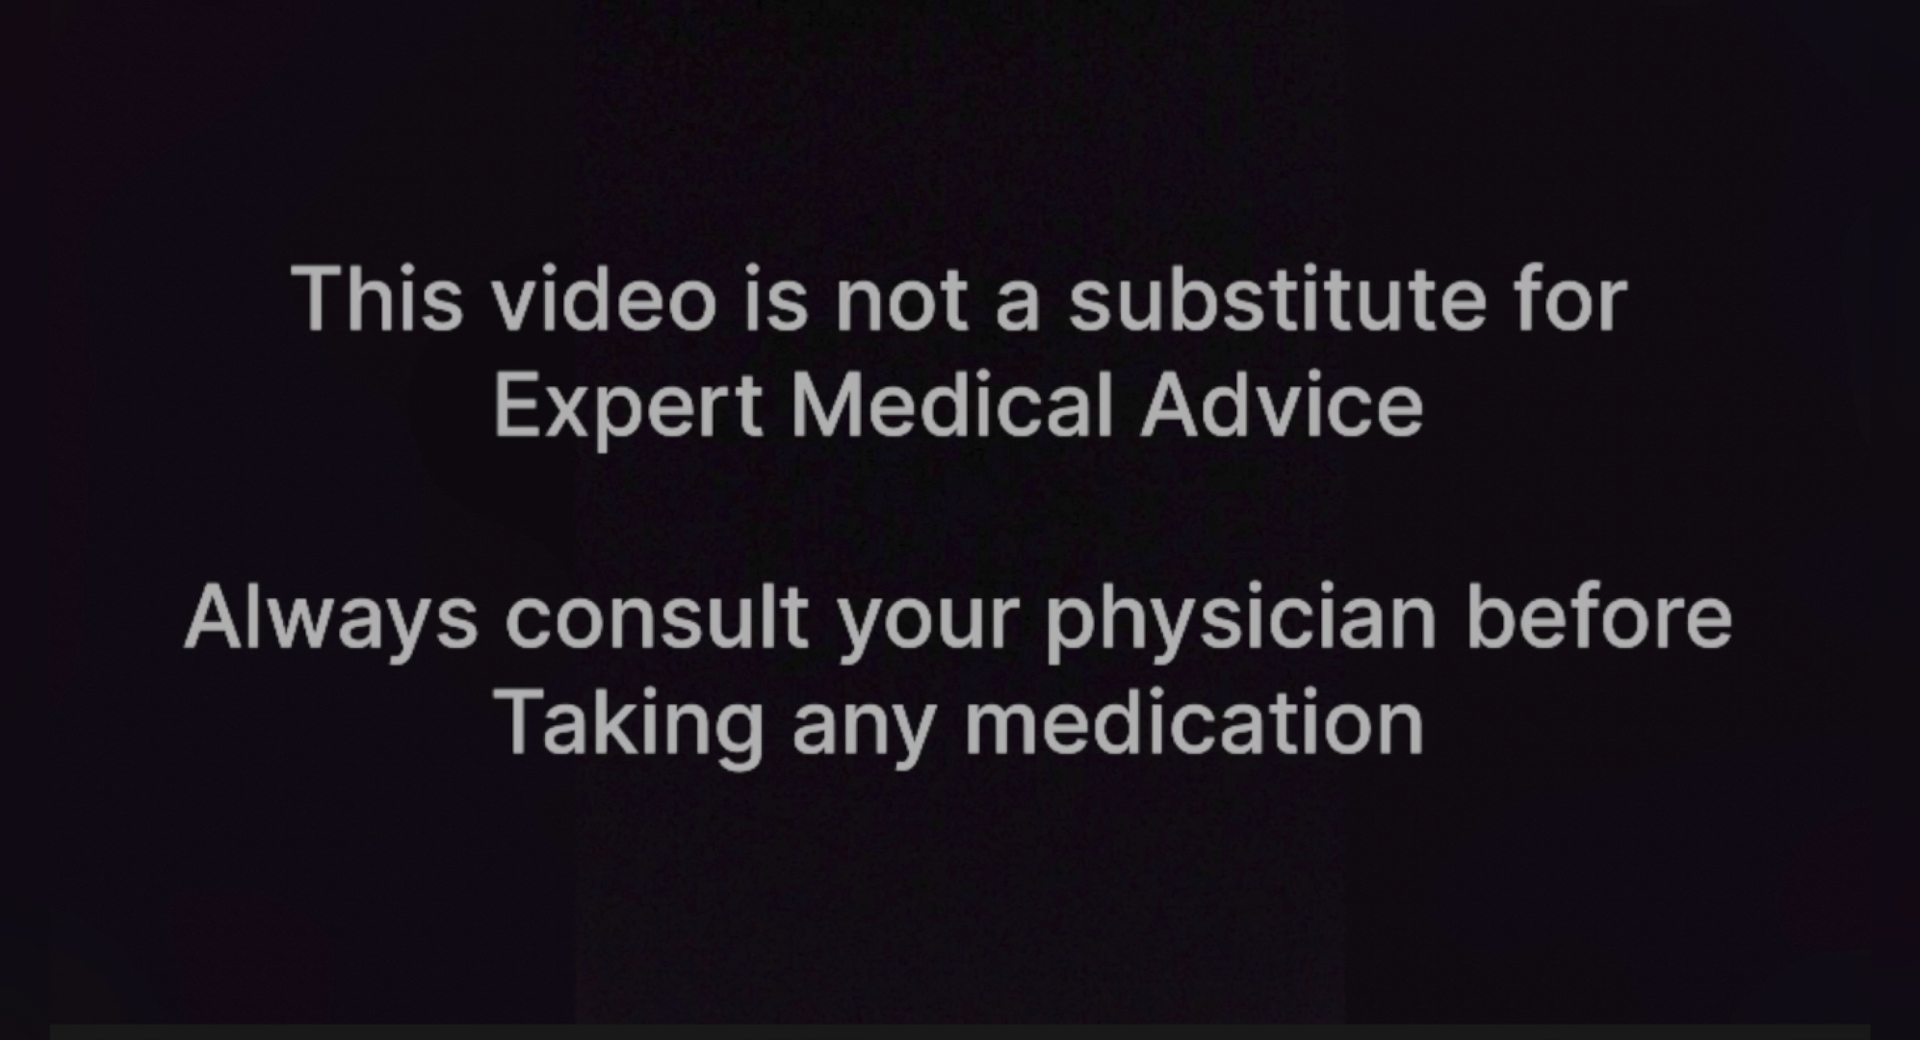 This video is not a substitute for
Expert Medical Advice
Always consult your physician before
Taking any medication